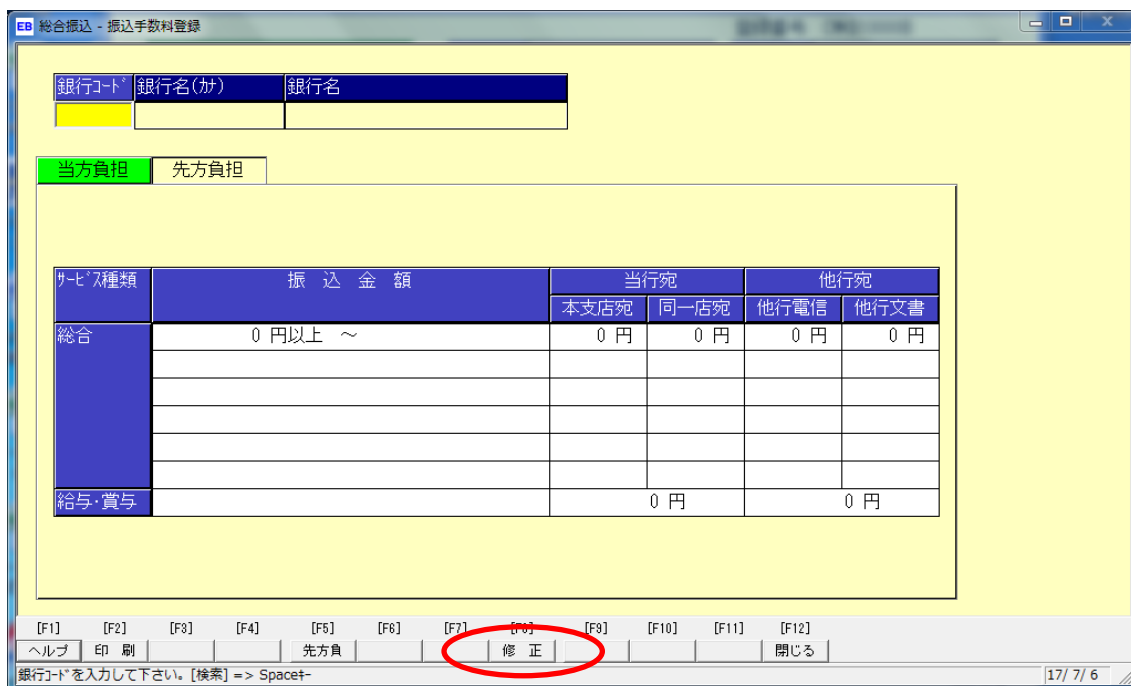 EB 総合振込 - 振込手数料登録
銀行ｺｰﾄﾞ 銀行名(ｶﾅ) 銀行名
当方負担 先方負担
ｻｰﾋﾞｽ種類 振 込 金 額 当行宛 他行宛
本支店宛 同一店宛 他行電信 他行文書
総合 0 円以上 ～ 0 円 0 円 0 円 0 円
給与･賞与 0 円 0 円
[F1] [F2] [F3] [F4] [F5] [F6] [F7] [F8] [F9] [F10] [F11] [F12]
ヘルプ 印 刷 先方負 修 正 閉じる
銀行ｺｰﾄﾞを入力して下さい。[検索] => Spaceｷｰ 17/ 7/ 6